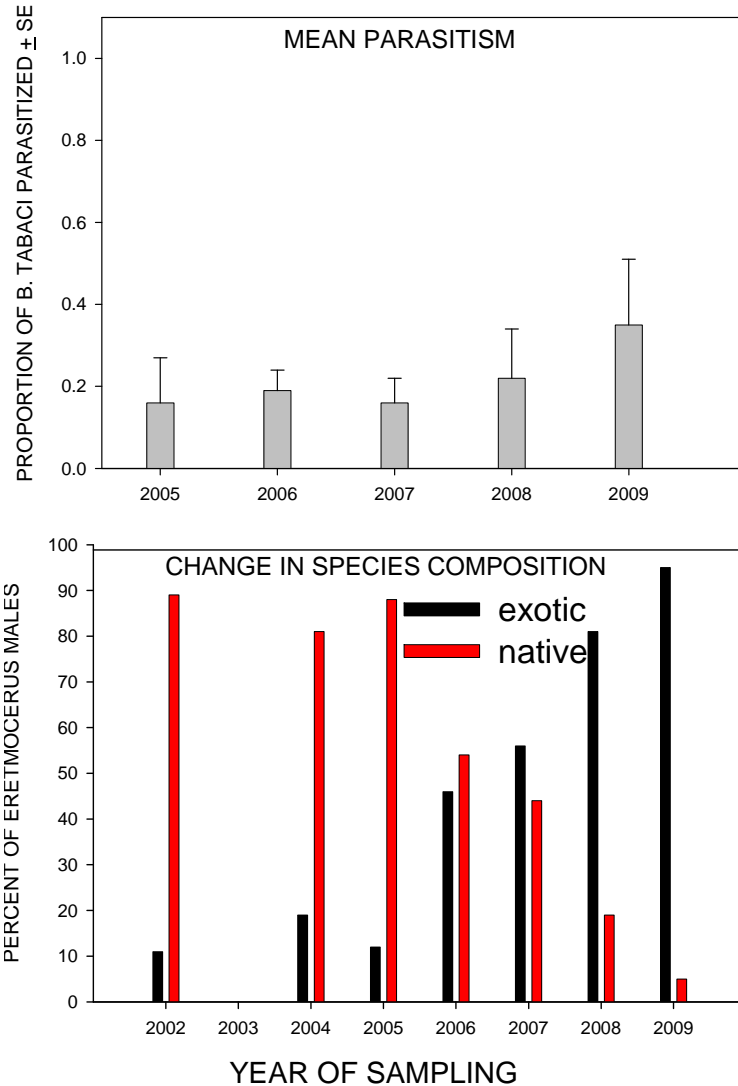 MEAN PARASITISM
PROPORTION OF B. TABACI PARASITIZED ± SE
1.0
0.8
0.6
0.4
0.2
0.0
2005 2006 2007 2008 2009
CHANGE IN SPECIES COMPOSITION
exotic
native
PERCENT OF ERETMOCERUS MALES
100
90
80
70
60
50
40
30
20
10
0
2002 2003 2004 2005 2006 2007 2008 2009
YEAR OF SAMPLING